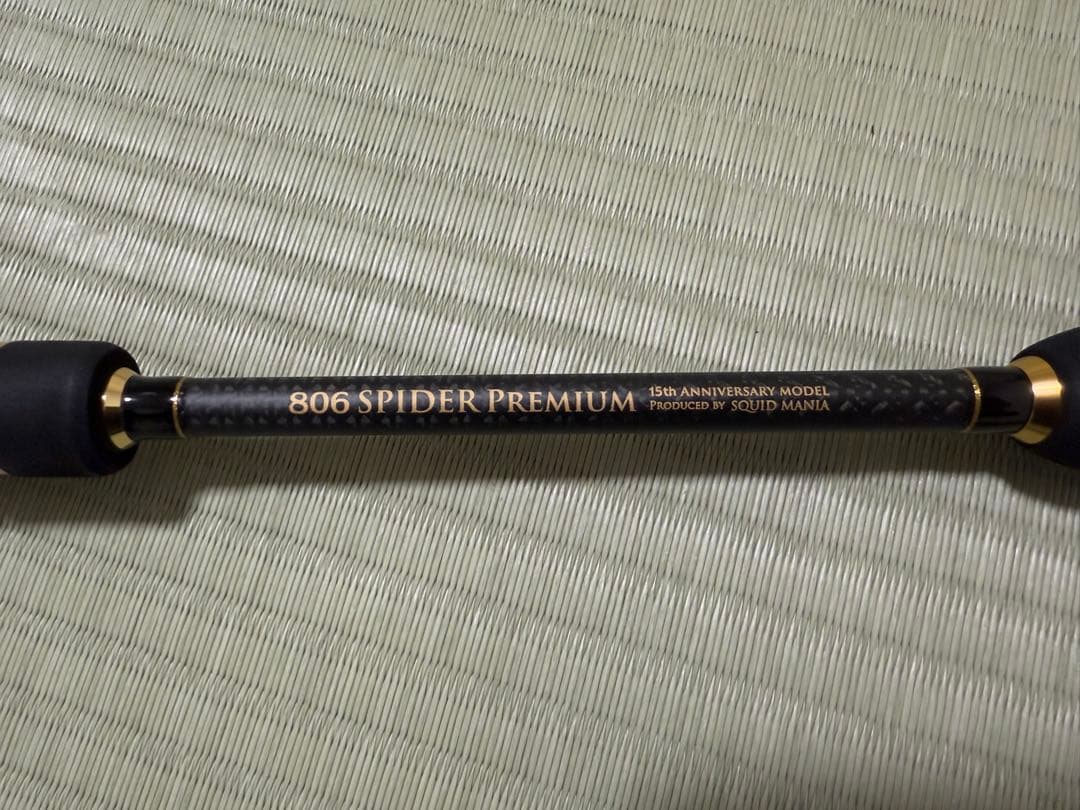 806 SPIDER PREMIUM
15th ANNIVERSARY MODEL
PRODUCED BY SQUID MANIA